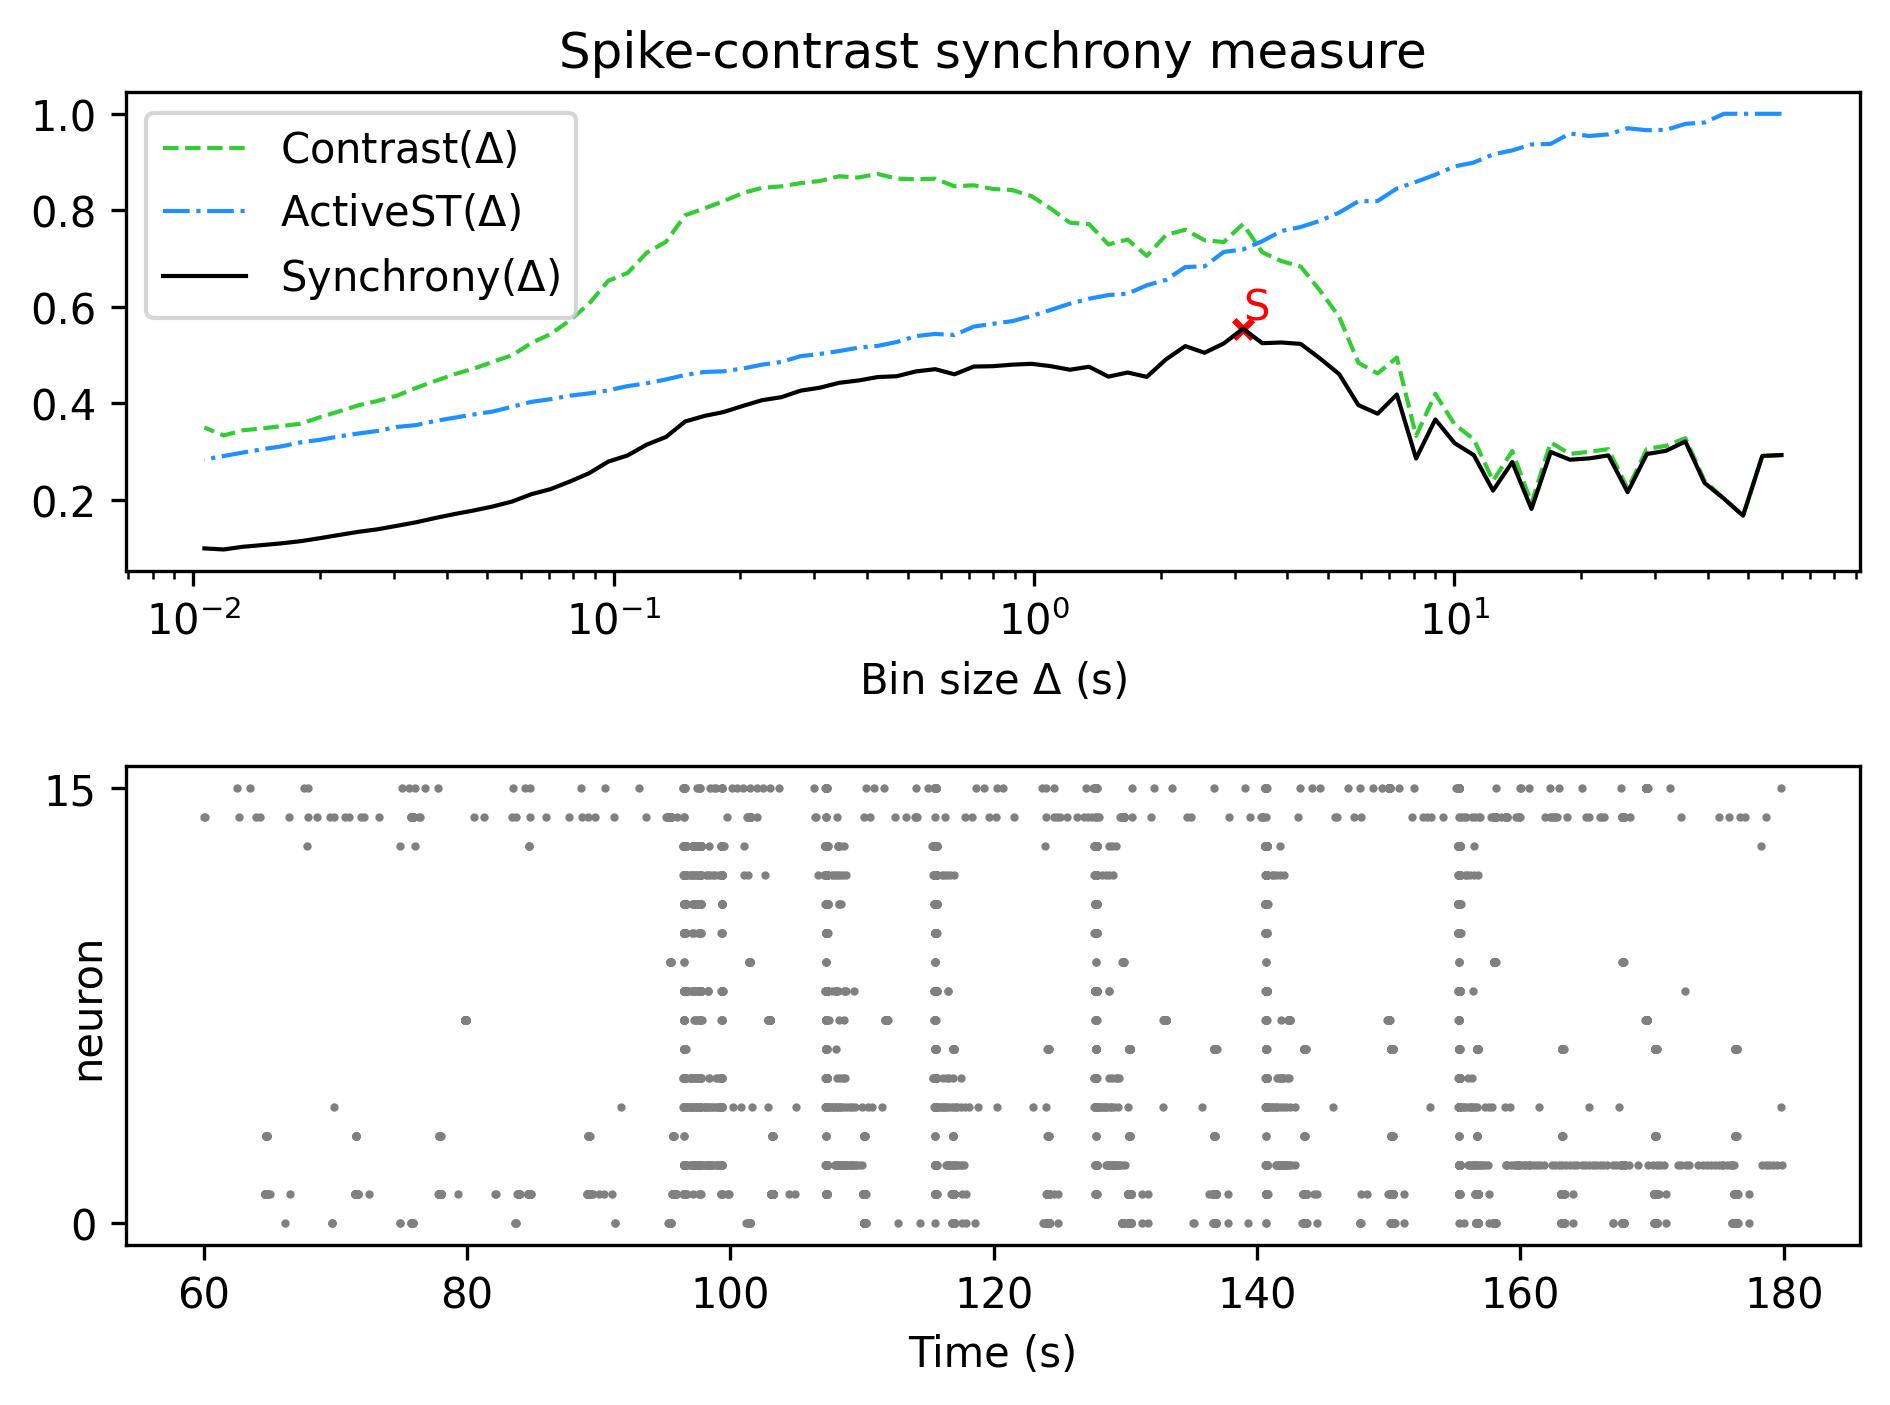 Spike-contrast synchrony measure
1.0
0.8
0.6
0.4
0.2
Contrast(Δ)
ActiveST(Δ)
Synchrony(Δ)
S
10⁻² 10⁻¹ 10⁰ 10¹
Bin size Δ (s)
15
0
neuron
60 80 100 120 140 160 180
Time (s)